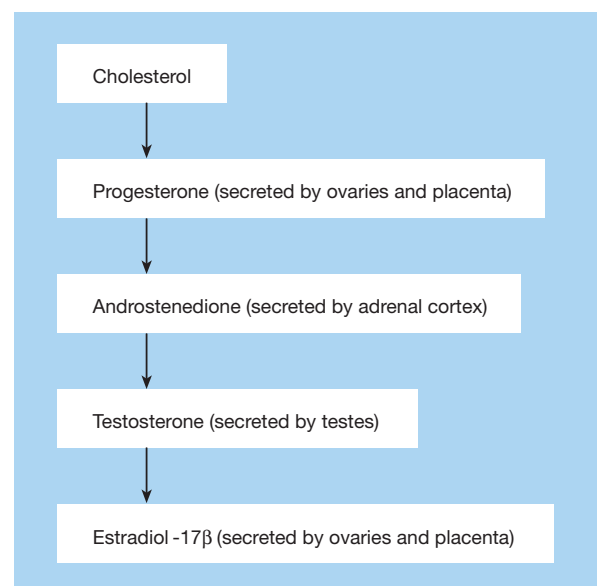 Cholesterol
Progesterone (secreted by ovaries and placenta)
Androstenedione (secreted by adrenal cortex)
Testosterone (secreted by testes)
Estradiol -17β (secreted by ovaries and placenta)